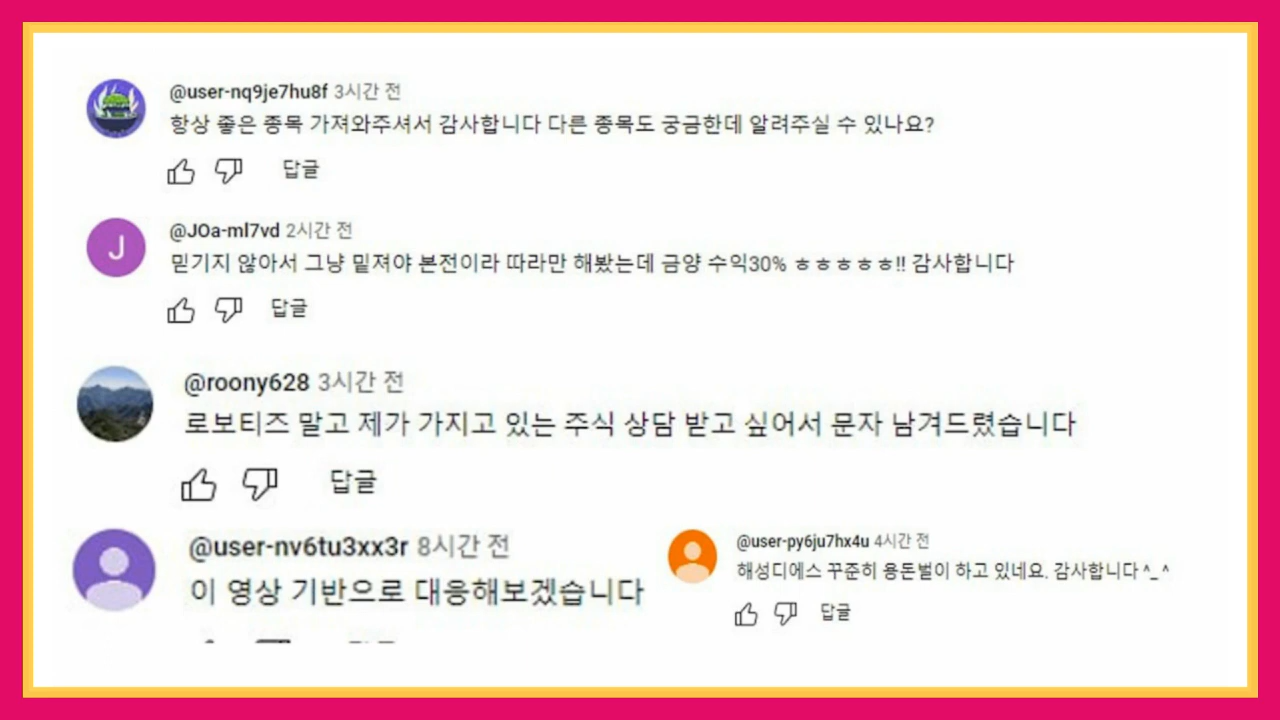 @user-nq9je7hu8f 3시간 전
항상 좋은 종목 가져와주셔서 감사합니다 다른 종목도 궁금한데 알려주실 수 있나요?
답글
J
@JOa-ml7vd 2시간 전
믿기지 않아서 그냥 밑져야 본전이라 따라만 해봤는데 금양 수익30% ㅎㅎㅎㅎㅎ!! 감사합니다
답글
@roony628 3시간 전
로보티즈 말고 제가 가지고 있는 주식 상담 받고 싶어서 문자 남겨드렸습니다
답글
@user-nv6tu3xx3r 8시간 전
이 영상 기반으로 대응해보겠습니다
@user-py6ju7hx4u 4시간 전
해성디에스 꾸준히 용돈벌이 하고 있네요. 감사합니다 ^_^
답글